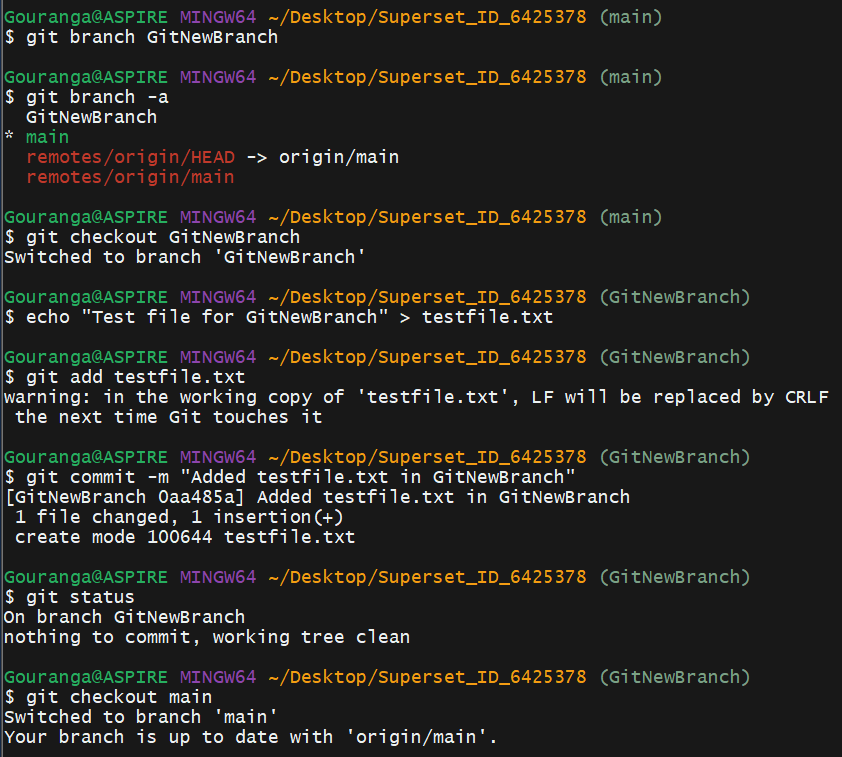 Gouranga@ASPIRE MINGW64 ~/Desktop/Superset_ID_6425378 (main)
$ git branch GitNewBranch
Gouranga@ASPIRE MINGW64 ~/Desktop/Superset_ID_6425378 (main)
$ git branch -a
GitNewBranch
* main
remotes/origin/HEAD -> origin/main
remotes/origin/main
Gouranga@ASPIRE MINGW64 ~/Desktop/Superset_ID_6425378 (main)
$ git checkout GitNewBranch
Switched to branch 'GitNewBranch'
Gouranga@ASPIRE MINGW64 ~/Desktop/Superset_ID_6425378 (GitNewBranch)
$ echo "Test file for GitNewBranch" > testfile.txt
Gouranga@ASPIRE MINGW64 ~/Desktop/Superset_ID_6425378 (GitNewBranch)
$ git add testfile.txt
warning: in the working copy of 'testfile.txt', LF will be replaced by CRLF
the next time Git touches it
Gouranga@ASPIRE MINGW64 ~/Desktop/Superset_ID_6425378 (GitNewBranch)
$ git commit -m "Added testfile.txt in GitNewBranch"
[GitNewBranch 0aa485a] Added testfile.txt in GitNewBranch
1 file changed, 1 insertion(+)
create mode 100644 testfile.txt
Gouranga@ASPIRE MINGW64 ~/Desktop/Superset_ID_6425378 (GitNewBranch)
$ git status
On branch GitNewBranch
nothing to commit, working tree clean
Gouranga@ASPIRE MINGW64 ~/Desktop/Superset_ID_6425378 (GitNewBranch)
$ git checkout main
Switched to branch 'main'
Your branch is up to date with 'origin/main'.